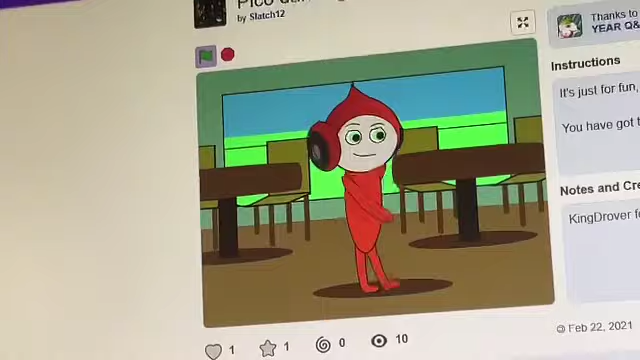 Pico
by Slatch12
Thanks to
YEAR Q&
Instructions
It's just for fun,
You have got
Notes and Cre
KingDrover
1 1 0 10
Feb 22, 2021